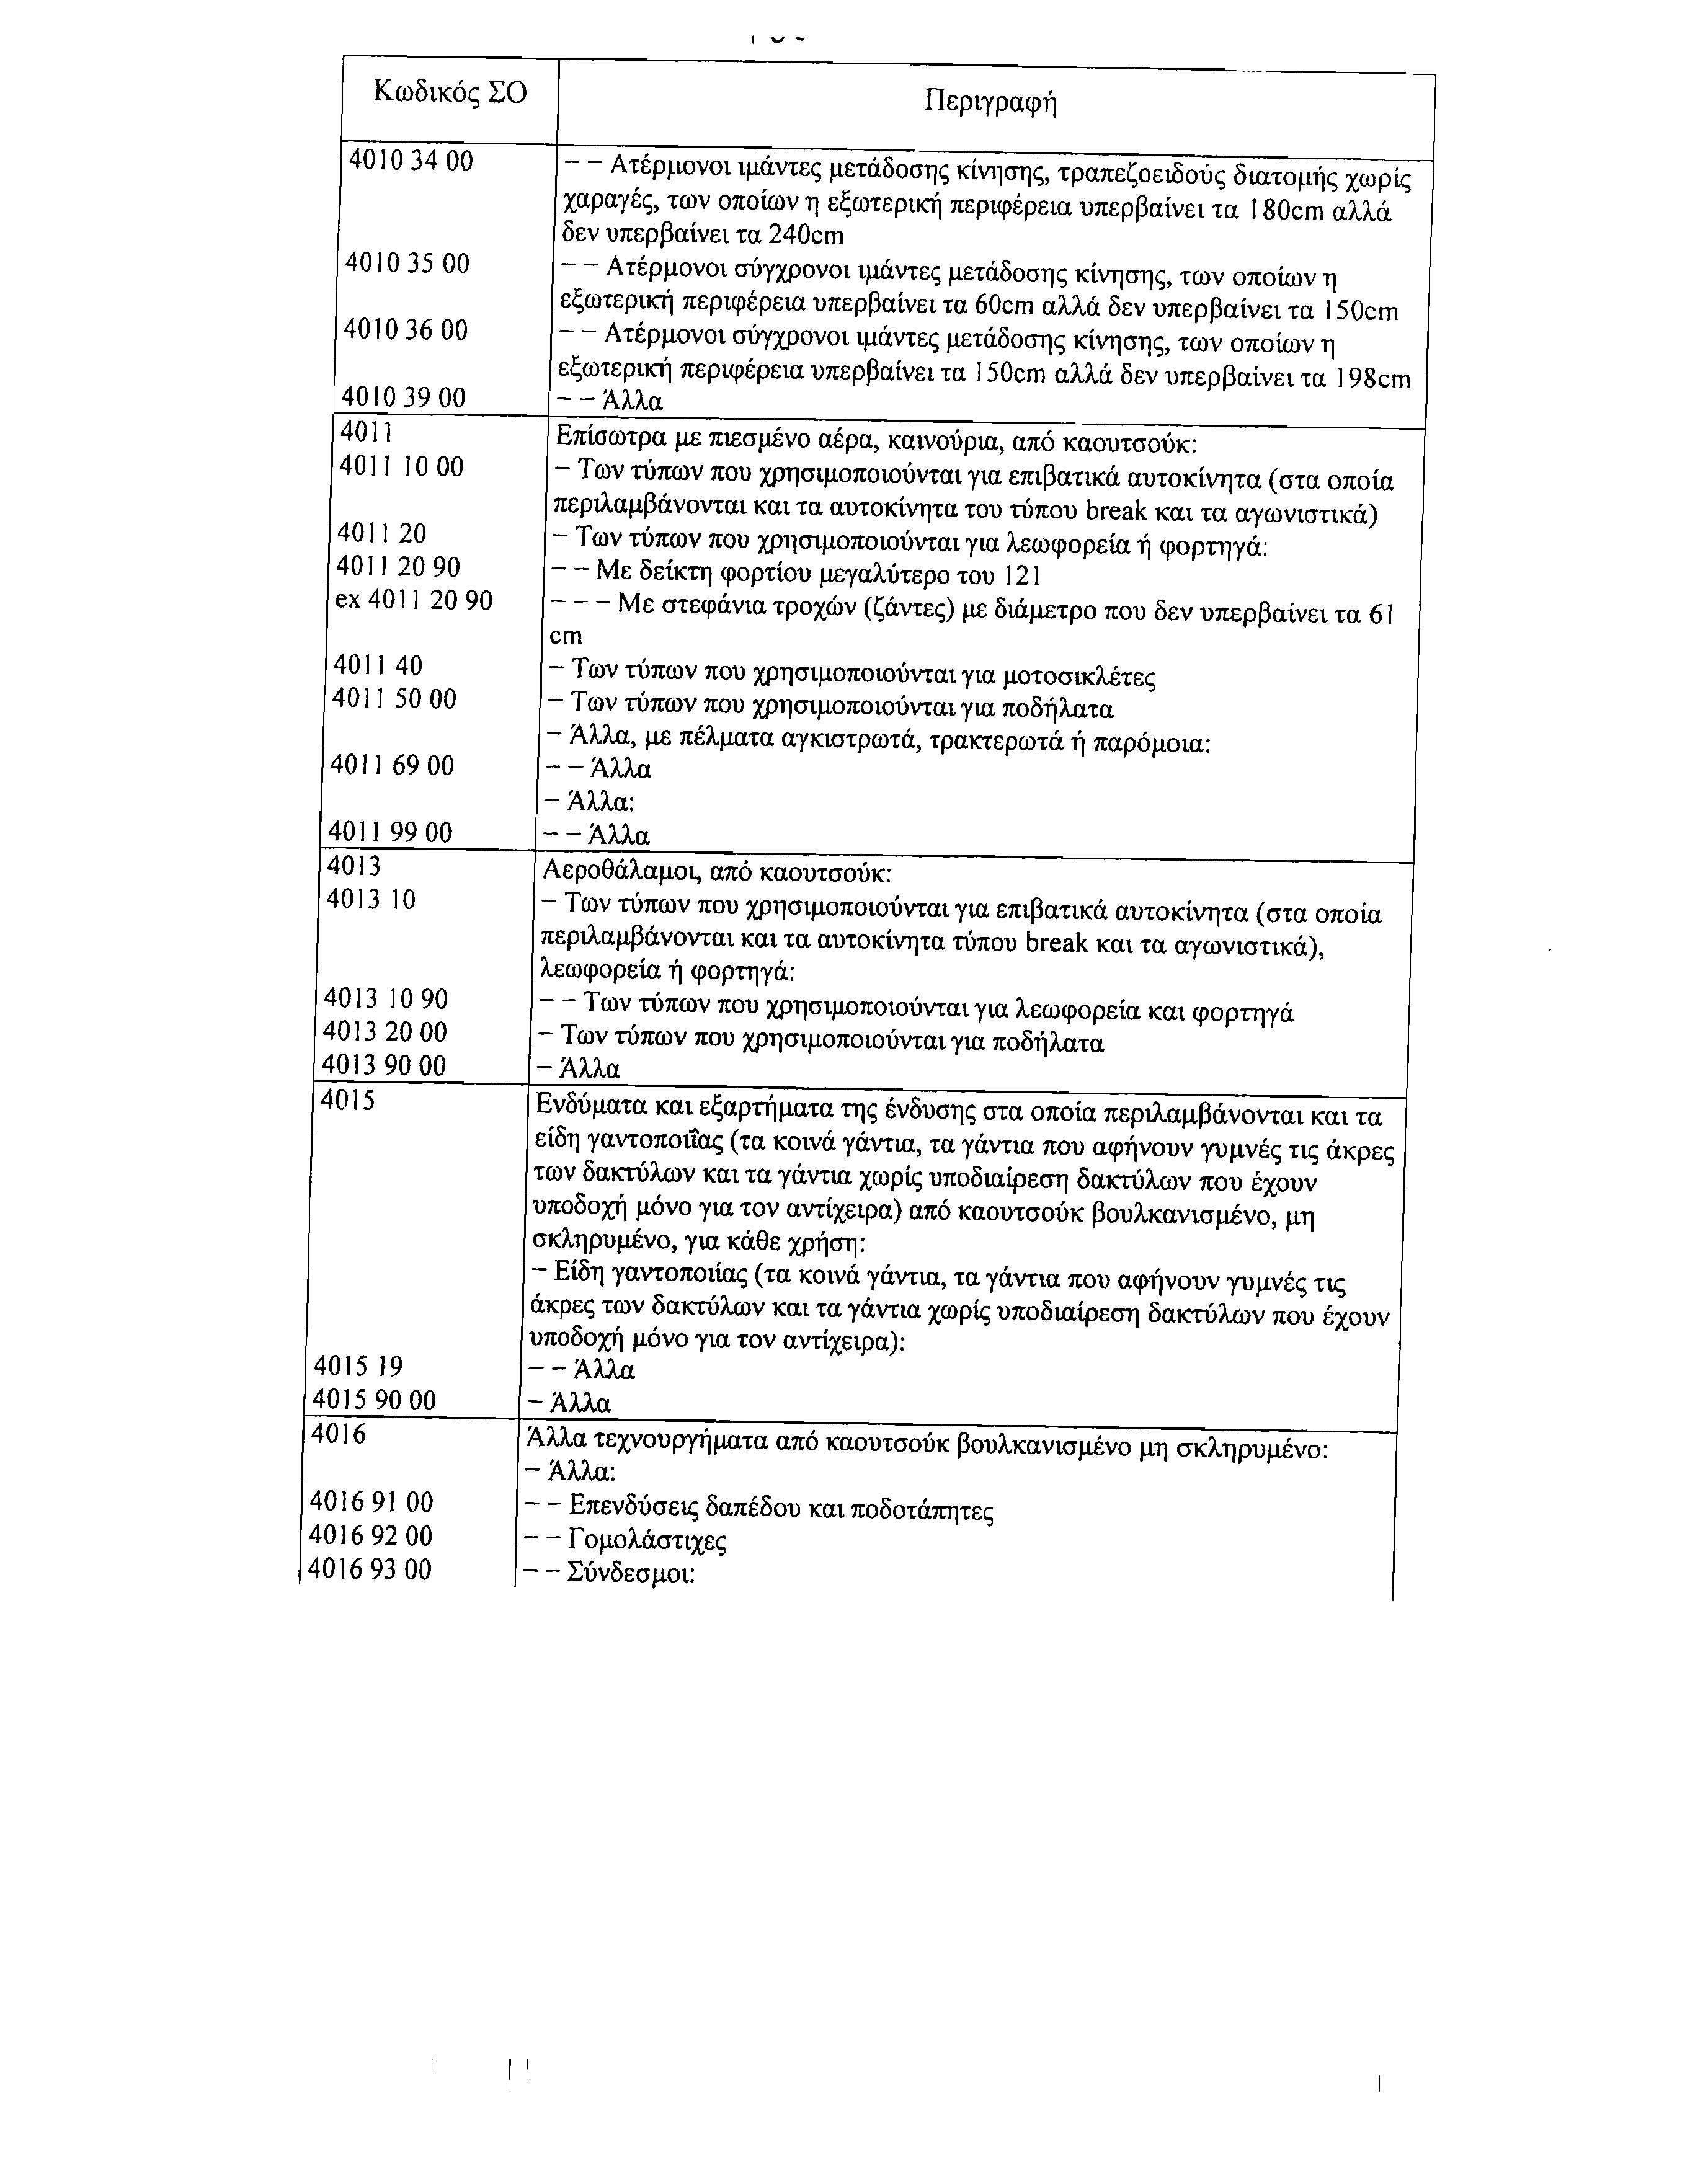 Κωδικός ΣΟ
Περιγραφή
4010 34 00 – – Ατέρμονοι ιμάντες μετάδοσης κίνησης, τραπεζοειδούς διατομής χωρίς
χαραγές, των οποίων η εξωτερική περιφέρεια υπερβαίνει τα 180cm αλλά
δεν υπερβαίνει τα 240cm
4010 35 00 – – Ατέρμονοι σύγχρονοι ιμάντες μετάδοσης κίνησης, των οποίων η
εξωτερική περιφέρεια υπερβαίνει τα 60cm αλλά δεν υπερβαίνει τα 150cm
4010 36 00 – – Ατέρμονοι σύγχρονοι ιμάντες μετάδοσης κίνησης, των οποίων η
εξωτερική περιφέρεια υπερβαίνει τα 150cm αλλά δεν υπερβαίνει τα 198cm
4010 39 00 – – Άλλα
4011 Επίσωτρα με πιεσμένο αέρα, καινούρια, από καουτσούκ:
4011 10 00 – Των τύπων που χρησιμοποιούνται για επιβατικά αυτοκίνητα (στα οποία
περιλαμβάνονται και τα αυτοκίνητα του τύπου break και τα αγωνιστικά)
4011 20 – Των τύπων που χρησιμοποιούνται για λεωφορεία ή φορτηγά:
4011 20 90 – – Με δείκτη φορτίου μεγαλύτερο του 121
ex 4011 20 90 – – – Με στεφάνια τροχών (ζάντες) με διάμετρο που δεν υπερβαίνει τα 61
cm
4011 40 – Των τύπων που χρησιμοποιούνται για μοτοσικλέτες
4011 50 00 – Των τύπων που χρησιμοποιούνται για ποδήλατα
– Άλλα, με πέλματα αγκιστρωτά, τρακτερωτά ή παρόμοια:
4011 69 00 – – Άλλα
– Άλλα:
4011 99 00 – – Άλλα
4013 Αεροθάλαμοι, από καουτσούκ:
4013 10 – Των τύπων που χρησιμοποιούνται για επιβατικά αυτοκίνητα (στα οποία
περιλαμβάνονται και τα αυτοκίνητα τύπου break και τα αγωνιστικά),
λεωφορεία ή φορτηγά:
4013 10 90 – – Των τύπων που χρησιμοποιούνται για λεωφορεία και φορτηγά
4013 20 00 – Των τύπων που χρησιμοποιούνται για ποδήλατα
4013 90 00 – Άλλα
4015 Ενδύματα και εξαρτήματα της ένδυσης στα οποία περιλαμβάνονται και τα
είδη γαντοποιΐας (τα κοινά γάντια, τα γάντια που αφήνουν γυμνές τις άκρες
των δακτύλων και τα γάντια χωρίς υποδιαίρεση δακτύλων που έχουν
υποδοχή μόνο για τον αντίχειρα) από καουτσούκ βουλκανισμένο, μη
σκληρυμένο, για κάθε χρήση:
– Είδη γαντοποιίας (τα κοινά γάντια, τα γάντια που αφήνουν γυμνές τις
άκρες των δακτύλων και τα γάντια χωρίς υποδιαίρεση δακτύλων που έχουν
υποδοχή μόνο για τον αντίχειρα):
4015 19 – – Άλλα
4015 90 00 – Άλλα
4016 Άλλα τεχνουργήματα από καουτσούκ βουλκανισμένο μη σκληρυμένο:
– Άλλα:
4016 91 00 – – Επενδύσεις δαπέδου και ποδοτάπητες
4016 92 00 – – Γομολάστιχες
4016 93 00 – – Σύνδεσμοι: